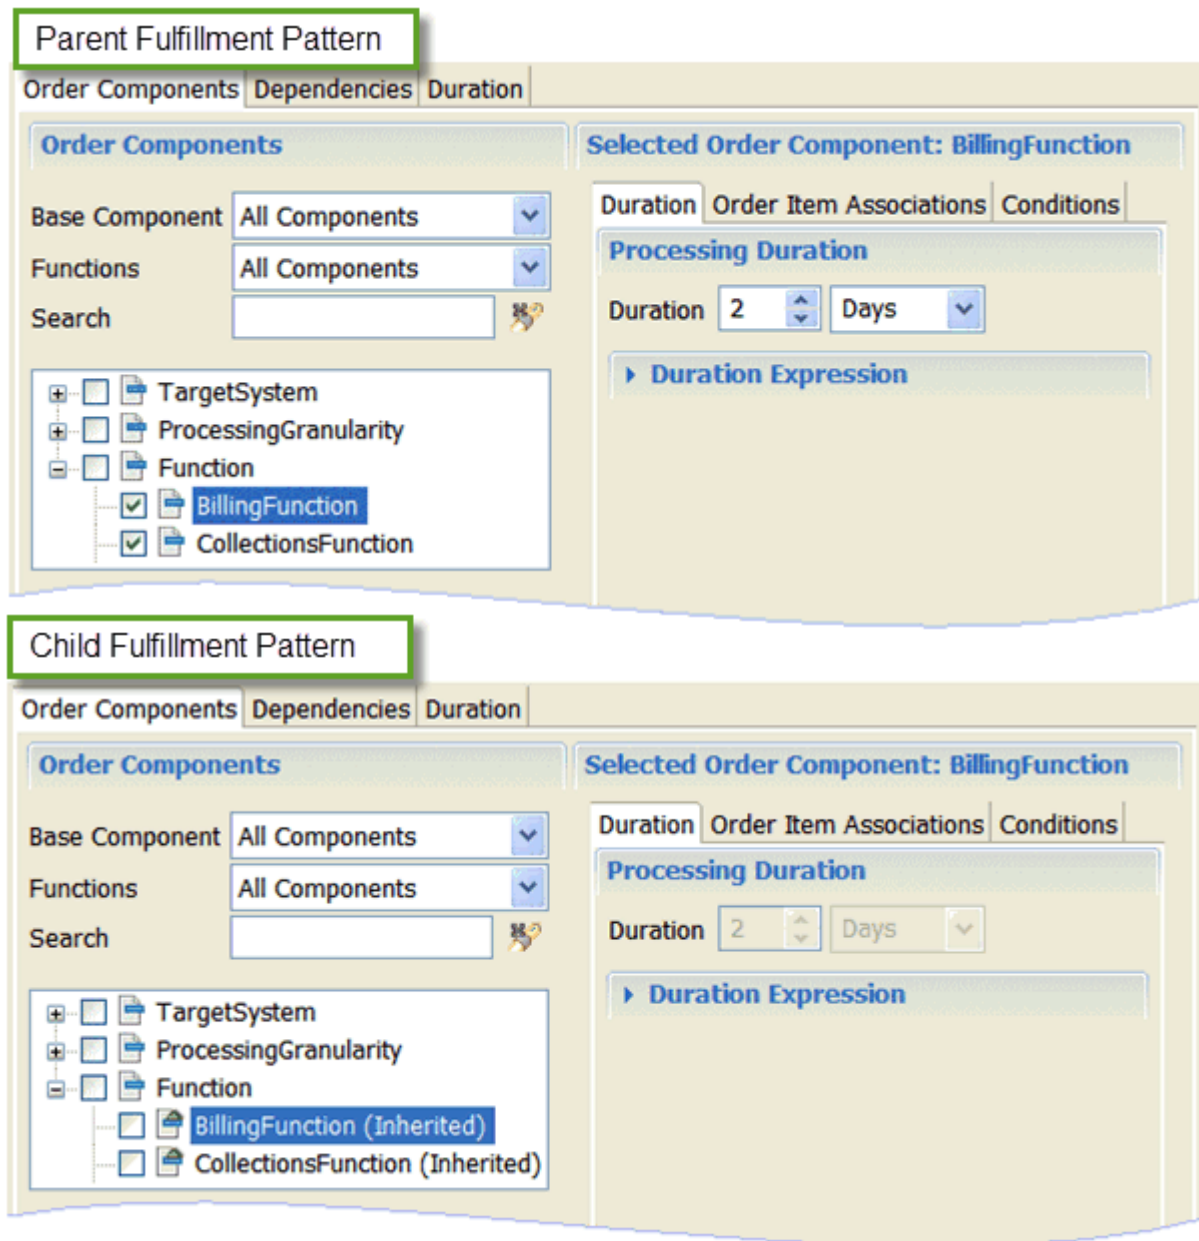 Parent Fulfillment Pattern
Order Components Dependencies Duration
Order Components
Selected Order Component: BillingFunction
Base Component All Components
Functions All Components
Search
Duration Order Item Associations Conditions
Processing Duration
Duration 2 Days
Duration Expression
TargetSystem
ProcessingGranularity
Function
BillingFunction
CollectionsFunction
Child Fulfillment Pattern
Order Components Dependencies Duration
Order Components
Selected Order Component: BillingFunction
Base Component All Components
Functions All Components
Search
Duration Order Item Associations Conditions
Processing Duration
Duration 2 Days
Duration Expression
TargetSystem
ProcessingGranularity
Function
BillingFunction (Inherited)
CollectionsFunction (Inherited)